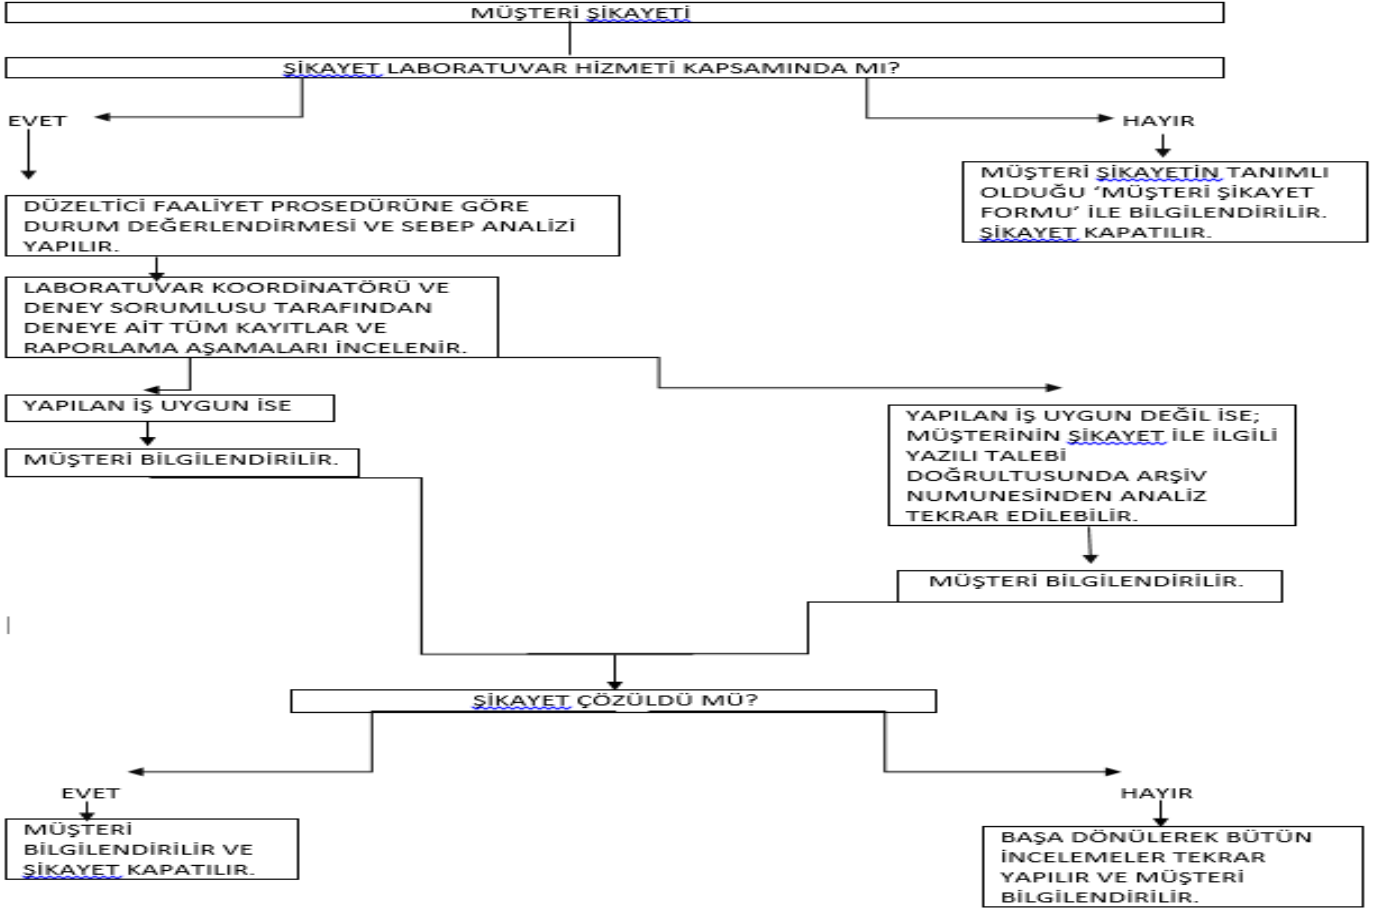 MÜŞTERİ ŞİKAYETİ
ŞİKAYET LABORATUVAR HİZMETİ KAPSAMINDA MI?
EVET
HAYIR
MÜŞTERİ ŞİKAYETİN TANIMLI
OLDUĞU ‘MÜŞTERİ ŞİKAYET
FORMU’ İLE BİLGİLENDİRİLİR.
ŞİKAYET KAPATILIR.
DÜZELTİCİ FAALİYET PROSEDÜRÜNE GÖRE
DURUM DEĞERLENDİRMESİ VE SEBEP ANALİZİ
YAPILIR.
LABORATUVAR KOORDİNATÖRÜ VE
DENEY SORUMLUSU TARAFINDAN
DENEYE AİT TÜM KAYITLAR VE
RAPORLAMA AŞAMALARI İNCELENİR.
YAPILAN İŞ UYGUN İSE
MÜŞTERİ BİLGİLENDİRİLİR.
YAPILAN İŞ UYGUN DEĞİL İSE;
MÜŞTERİNİN ŞİKAYET İLE İLGİLİ
YAZILI TALEBİ
DOĞRULTUSUNDA ARŞİV
NUMUNESİNDEN ANALİZ
TEKRAR EDİLEBİLİR.
MÜŞTERİ BİLGİLENDİRİLİR.
ŞİKAYET ÇÖZÜLDÜ MÜ?
EVET
HAYIR
MÜŞTERİ
BİLGİLENDİRİLİR VE
ŞİKAYET KAPATILIR.
BAŞA DÖNÜLEREK BÜTÜN
İNCELEMELER TEKRAR
YAPILIR VE MÜŞTERİ
BİLGİLENDİRİLİR.